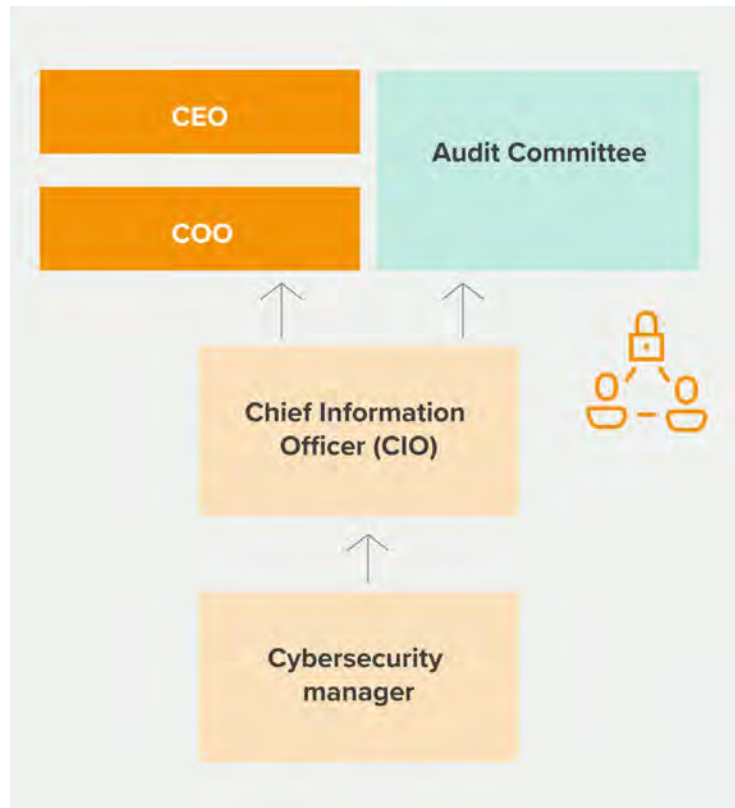 CEO
COO
Audit Committee
Chief Information
Officer (CIO)
Cybersecurity
manager